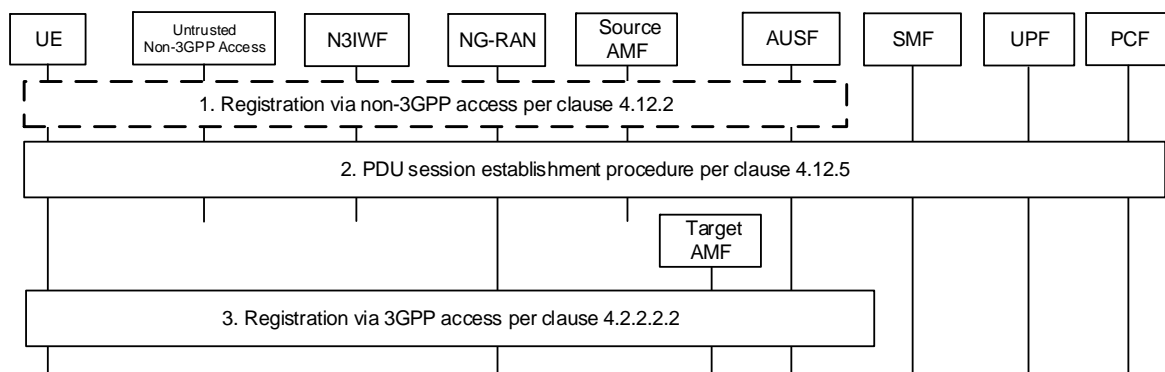 UE
Untrusted
Non-3GPP Access
N3IWF
NG-RAN
Source
AMF
AUSF
SMF
UPF
PCF
1. Registration via non-3GPP access per clause 4.12.2
2. PDU session establishment procedure per clause 4.12.5
Target
AMF
3. Registration via 3GPP access per clause 4.2.2.2.2